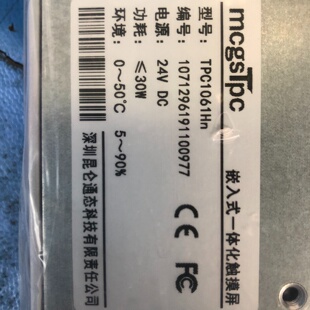 mcgsTpc 嵌入式一体化触摸屏
型号: TPC1061Hn
编号: 1071296191100977
电源: 24V DC
功耗: ≤30W
环境: 0～50℃ 5～90%
CE FC
深圳昆仑通态科技有限责任公司